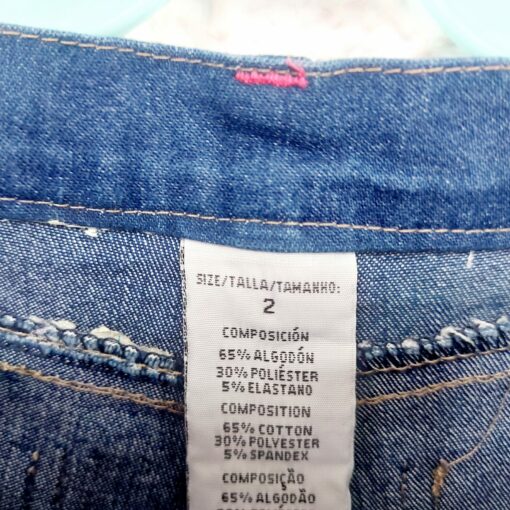 SIZE/TALLA/TAMANHO:
2
COMPOSICIÓN
65% ALGODÓN
30% POLIÉSTER
5% ELASTANO
COMPOSITION
65% COTTON
30% POLYESTER
5% SPANDEX
COMPOSIÇÃO
65% ALGODÃO